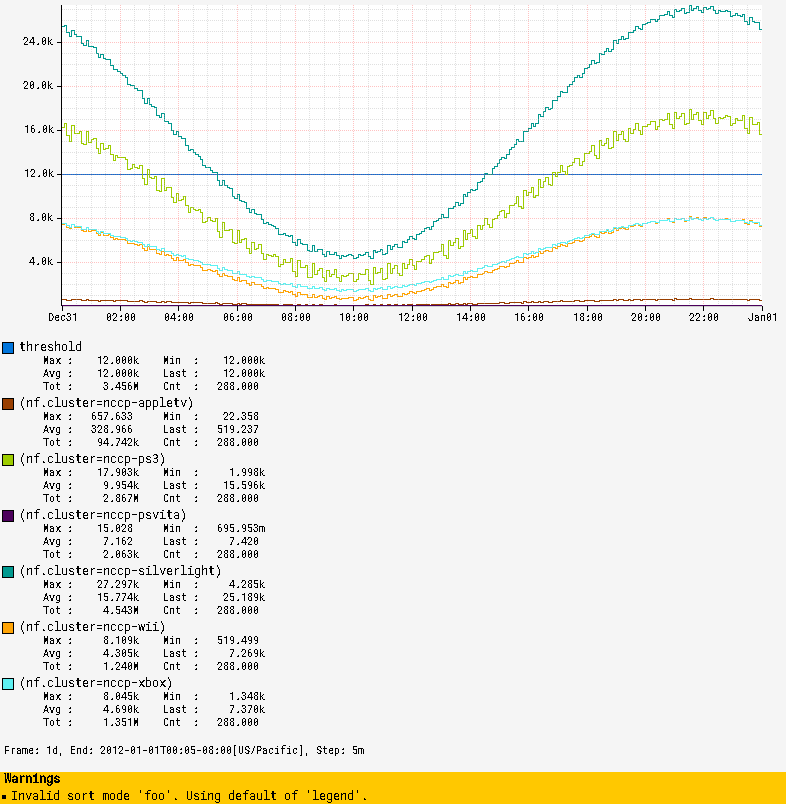 24.0k
20.0k
16.0k
12.0k
8.0k
4.0k
Dec31 02:00 04:00 06:00 08:00 10:00 12:00 14:00 16:00 18:00 20:00 22:00 Jan01
threshold
Max : 12.000k Min : 12.000k
Avg : 12.000k Last : 12.000k
Tot : 3.456M Cnt : 288.000
(nf.cluster=nccp-appletv)
Max : 657.633 Min : 22.358
Avg : 328.966 Last : 519.237
Tot : 94.742k Cnt : 288.000
(nf.cluster=nccp-ps3)
Max : 17.903k Min : 1.998k
Avg : 9.954k Last : 15.596k
Tot : 2.867M Cnt : 288.000
(nf.cluster=nccp-psvita)
Max : 15.028 Min : 695.953m
Avg : 7.162 Last : 7.420
Tot : 2.063k Cnt : 288.000
(nf.cluster=nccp-silverlight)
Max : 27.297k Min : 4.285k
Avg : 15.774k Last : 25.189k
Tot : 4.543M Cnt : 288.000
(nf.cluster=nccp-wii)
Max : 8.109k Min : 519.499
Avg : 4.305k Last : 7.269k
Tot : 1.240M Cnt : 288.000
(nf.cluster=nccp-xbox)
Max : 8.045k Min : 1.348k
Avg : 4.690k Last : 7.370k
Tot : 1.351M Cnt : 288.000
Frame: 1d, End: 2012-01-01T00:05-08:00[US/Pacific], Step: 5m
Warnings
▪ Invalid sort mode 'foo'. Using default of 'legend'.